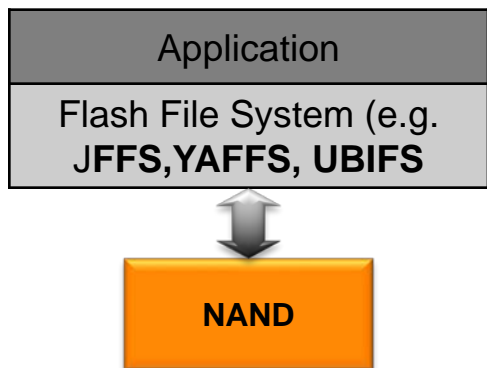 Application
Flash File System (e.g.
JFFS,YAFFS, UBIFS
NAND